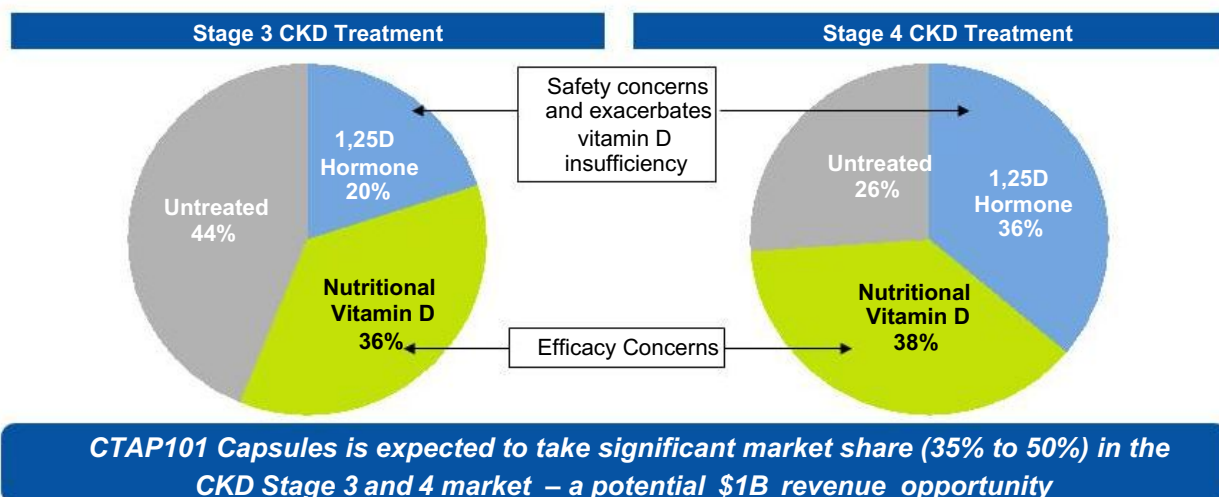 Stage 3 CKD Treatment
Stage 4 CKD Treatment
Safety concerns
and exacerbates
vitamin D
insufficiency
1,25D
Hormone
20%
Untreated
44%
Nutritional
Vitamin D
36%
Untreated
26%
1,25D
Hormone
36%
Nutritional
Vitamin D
38%
Efficacy Concerns
CTAP101 Capsules is expected to take significant market share (35% to 50%) in the
CKD Stage 3 and 4 market – a potential $1B revenue opportunity